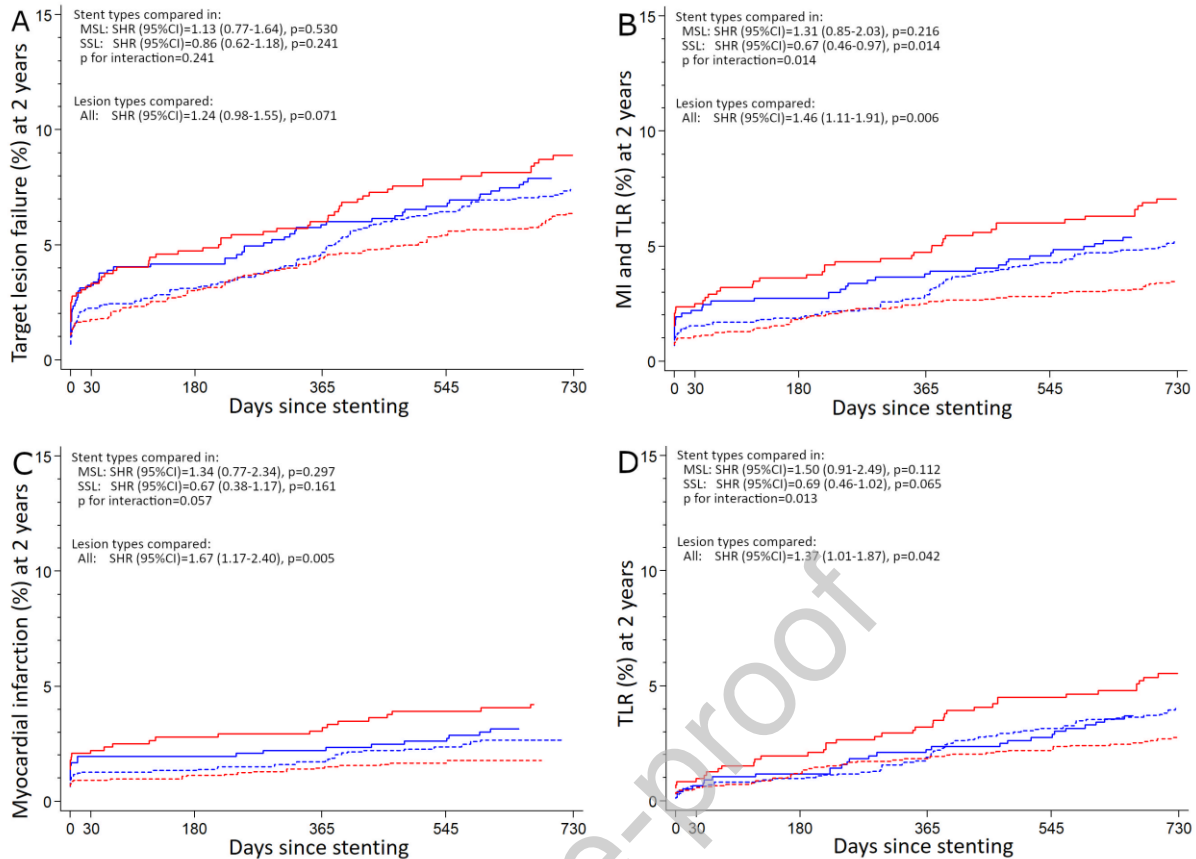 A
Stent types compared in:
MSL: SHR (95%CI)=1.13 (0.77-1.64), p=0.530
SSL: SHR (95%CI)=0.86 (0.62-1.18), p=0.241
p for interaction=0.241
Lesion types compared:
All: SHR (95%CI)=1.24 (0.98-1.55), p=0.071
Target lesion failure (%) at 2 years
15
10
5
0
0 30 180 365 545 730
Days since stenting
B
Stent types compared in:
MSL: SHR (95%CI)=1.31 (0.85-2.03), p=0.216
SSL: SHR (95%CI)=0.67 (0.46-0.97), p=0.014
p for interaction=0.014
Lesion types compared:
All: SHR (95%CI)=1.46 (1.11-1.91), p=0.006
MI and TLR (%) at 2 years
15
10
5
0
0 30 180 365 545 730
Days since stenting
C
Stent types compared in:
MSL: SHR (95%CI)=1.34 (0.77-2.34), p=0.297
SSL: SHR (95%CI)=0.67 (0.38-1.17), p=0.161
p for interaction=0.057
Lesion types compared:
All: SHR (95%CI)=1.67 (1.17-2.40), p=0.005
Myocardial infarction (%) at 2 years
15
10
5
0
0 30 180 365 545 730
Days since stenting
D
Stent types compared in:
MSL: SHR (95%CI)=1.50 (0.91-2.49), p=0.112
SSL: SHR (95%CI)=0.69 (0.46-1.02), p=0.065
p for interaction=0.013
Lesion types compared:
All: SHR (95%CI)=1.37 (1.01-1.87), p=0.042
TLR (%) at 2 years
15
10
5
0
0 30 180 365 545 730
Days since stenting
e-proof